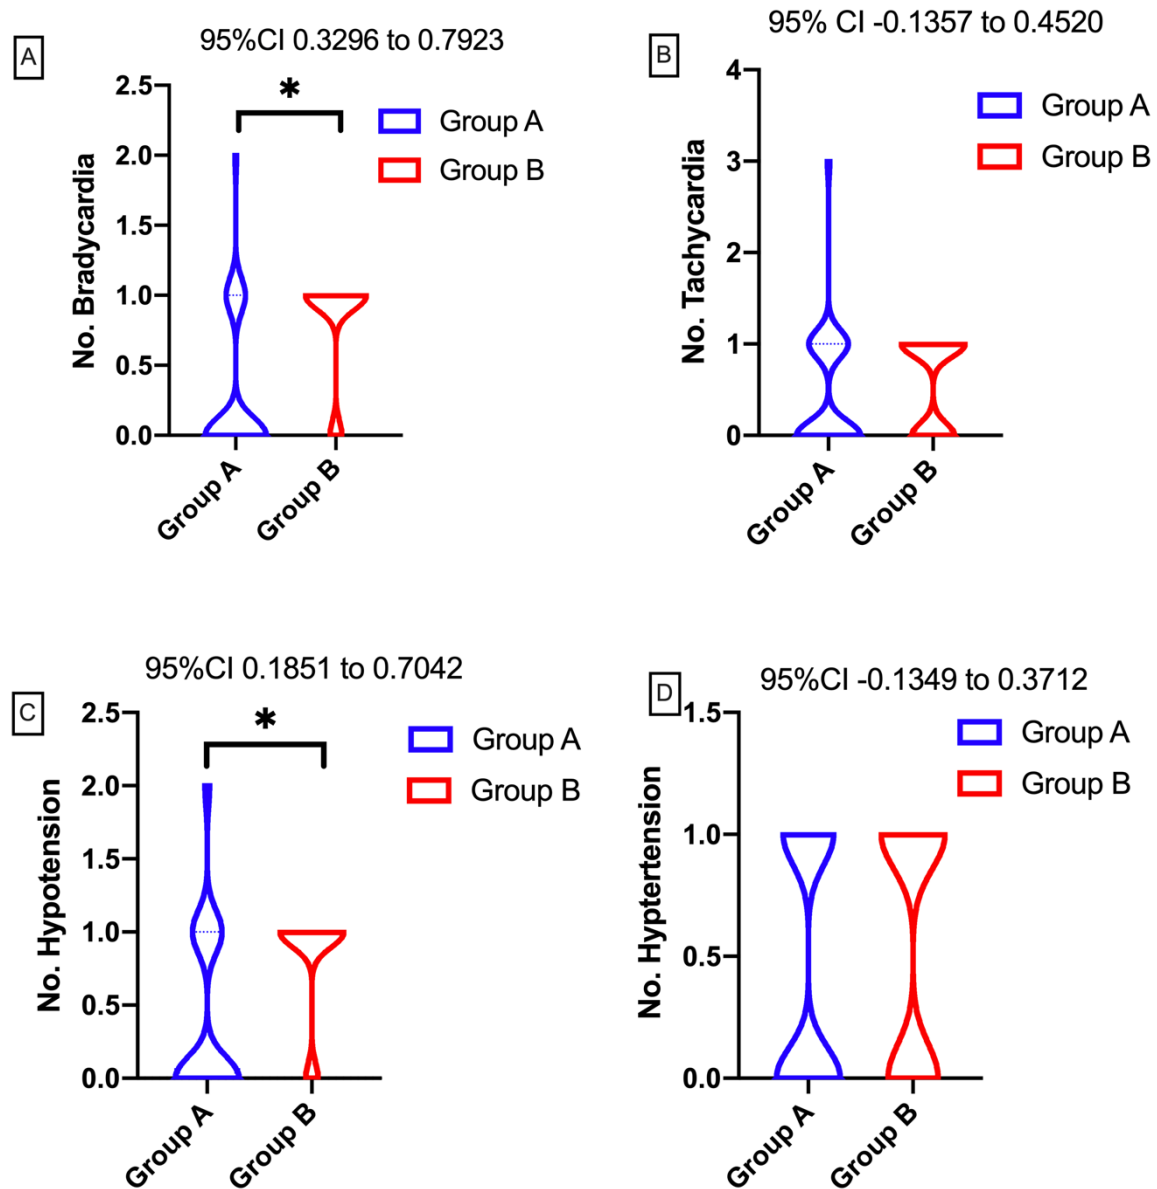 A
95%CI 0.3296 to 0.7923
*
2.5
2.0
1.5
1.0
0.5
0.0
No. Bradycardia
Group A
Group B
Group A
Group B
B
95% CI -0.1357 to 0.4520
4
3
2
1
0
No. Tachycardia
Group A
Group B
Group A
Group B
C
95%CI 0.1851 to 0.7042
*
2.5
2.0
1.5
1.0
0.5
0.0
No. Hypotension
Group A
Group B
Group A
Group B
D
95%CI -0.1349 to 0.3712
1.5
1.0
0.5
0.0
No. Hyptertension
Group A
Group B
Group A
Group B